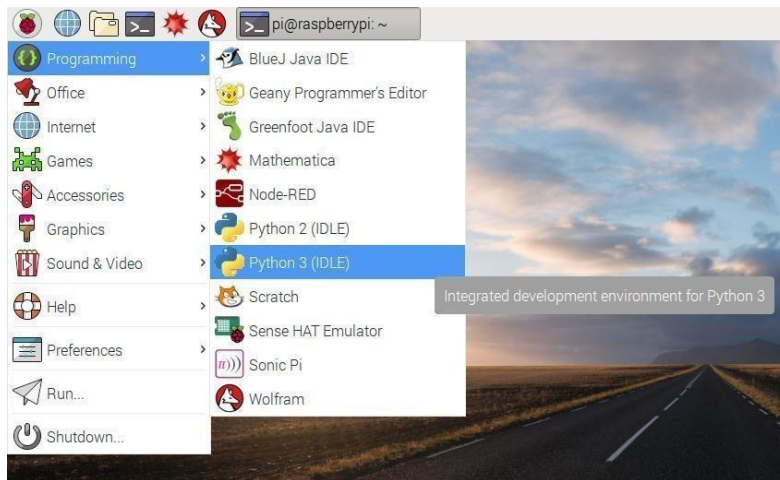 pi@raspberrypi: ~
Programming
Office
Internet
Games
Accessories
Graphics
Sound & Video
Help
Preferences
Run...
Shutdown...
BlueJ Java IDE
Geany Programmer's Editor
Greenfoot Java IDE
Mathematica
Node-RED
Python 2 (IDLE)
Python 3 (IDLE)
Scratch
Sense HAT Emulator
Sonic Pi
Wolfram
Integrated development environment for Python 3